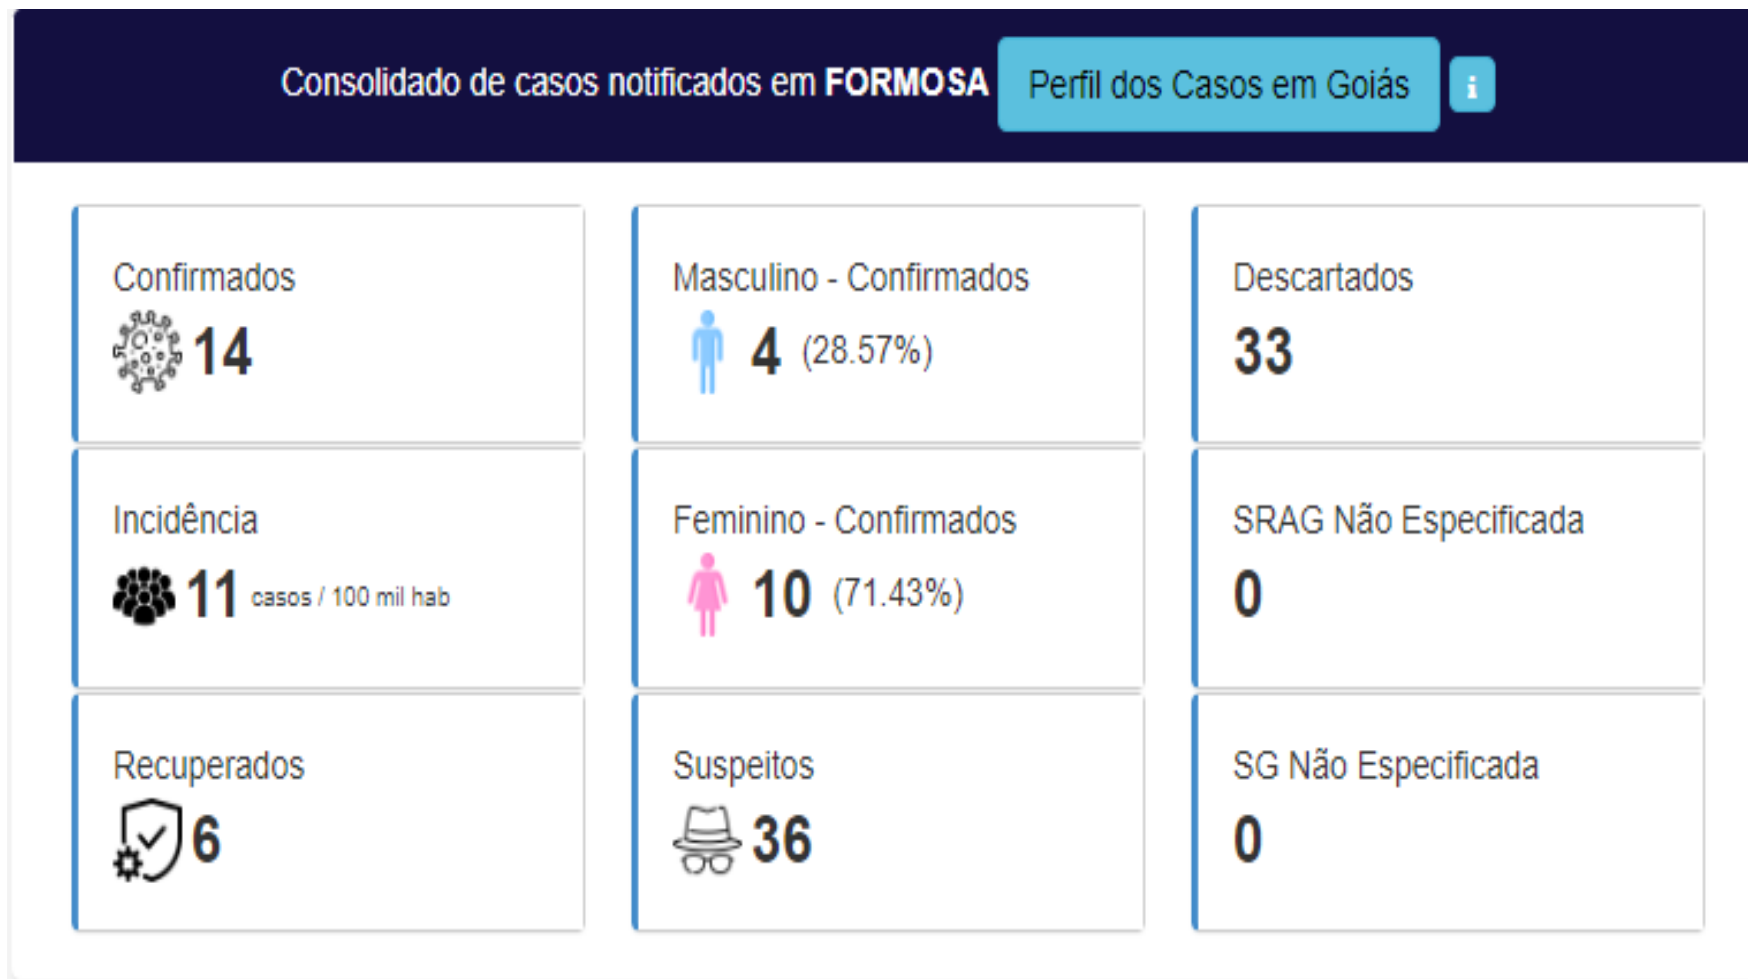 Consolidado de casos notificados em FORMOSA Perfil dos Casos em Goiás i
Confirmados
14
Masculino - Confirmados
4 (28.57%)
Descartados
33
Incidência
11 casos / 100 mil hab
Feminino - Confirmados
10 (71.43%)
SRAG Não Especificada
0
Recuperados
6
Suspeitos
36
SG Não Especificada
0